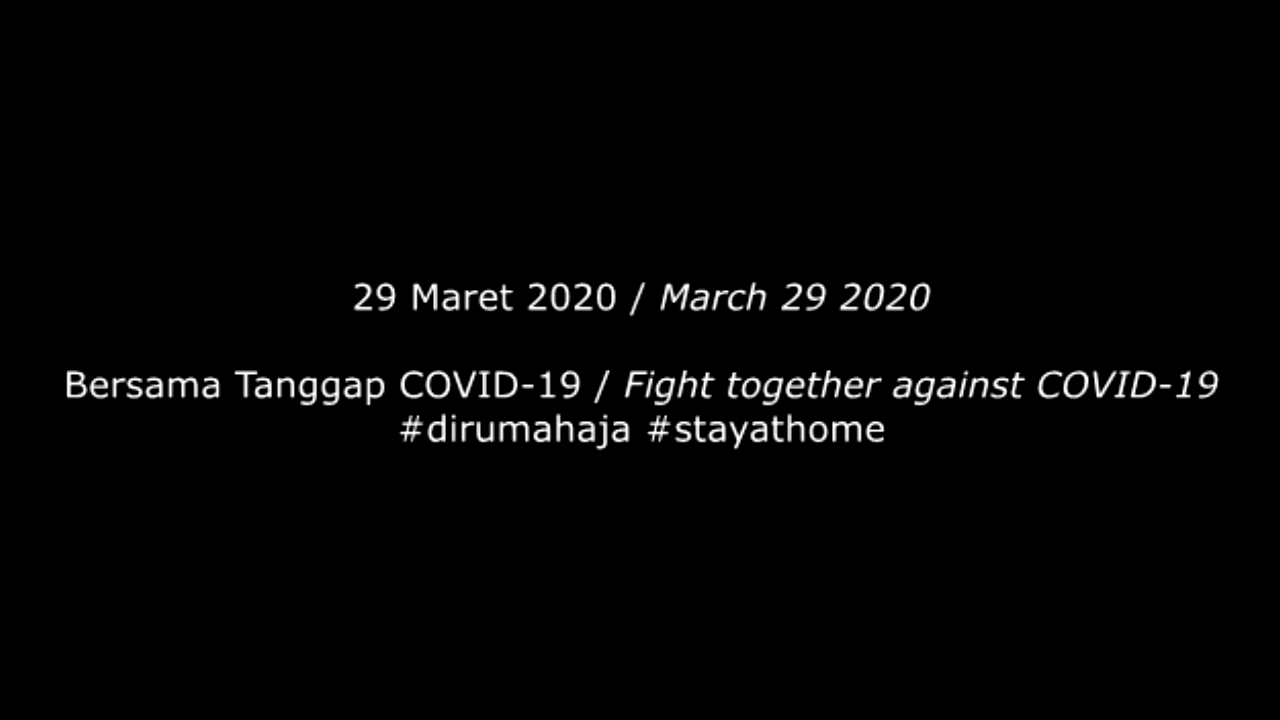 29 Maret 2020 / March 29 2020
Bersama Tanggap COVID-19 / Fight together against COVID-19
#dirumahaja #stayathome